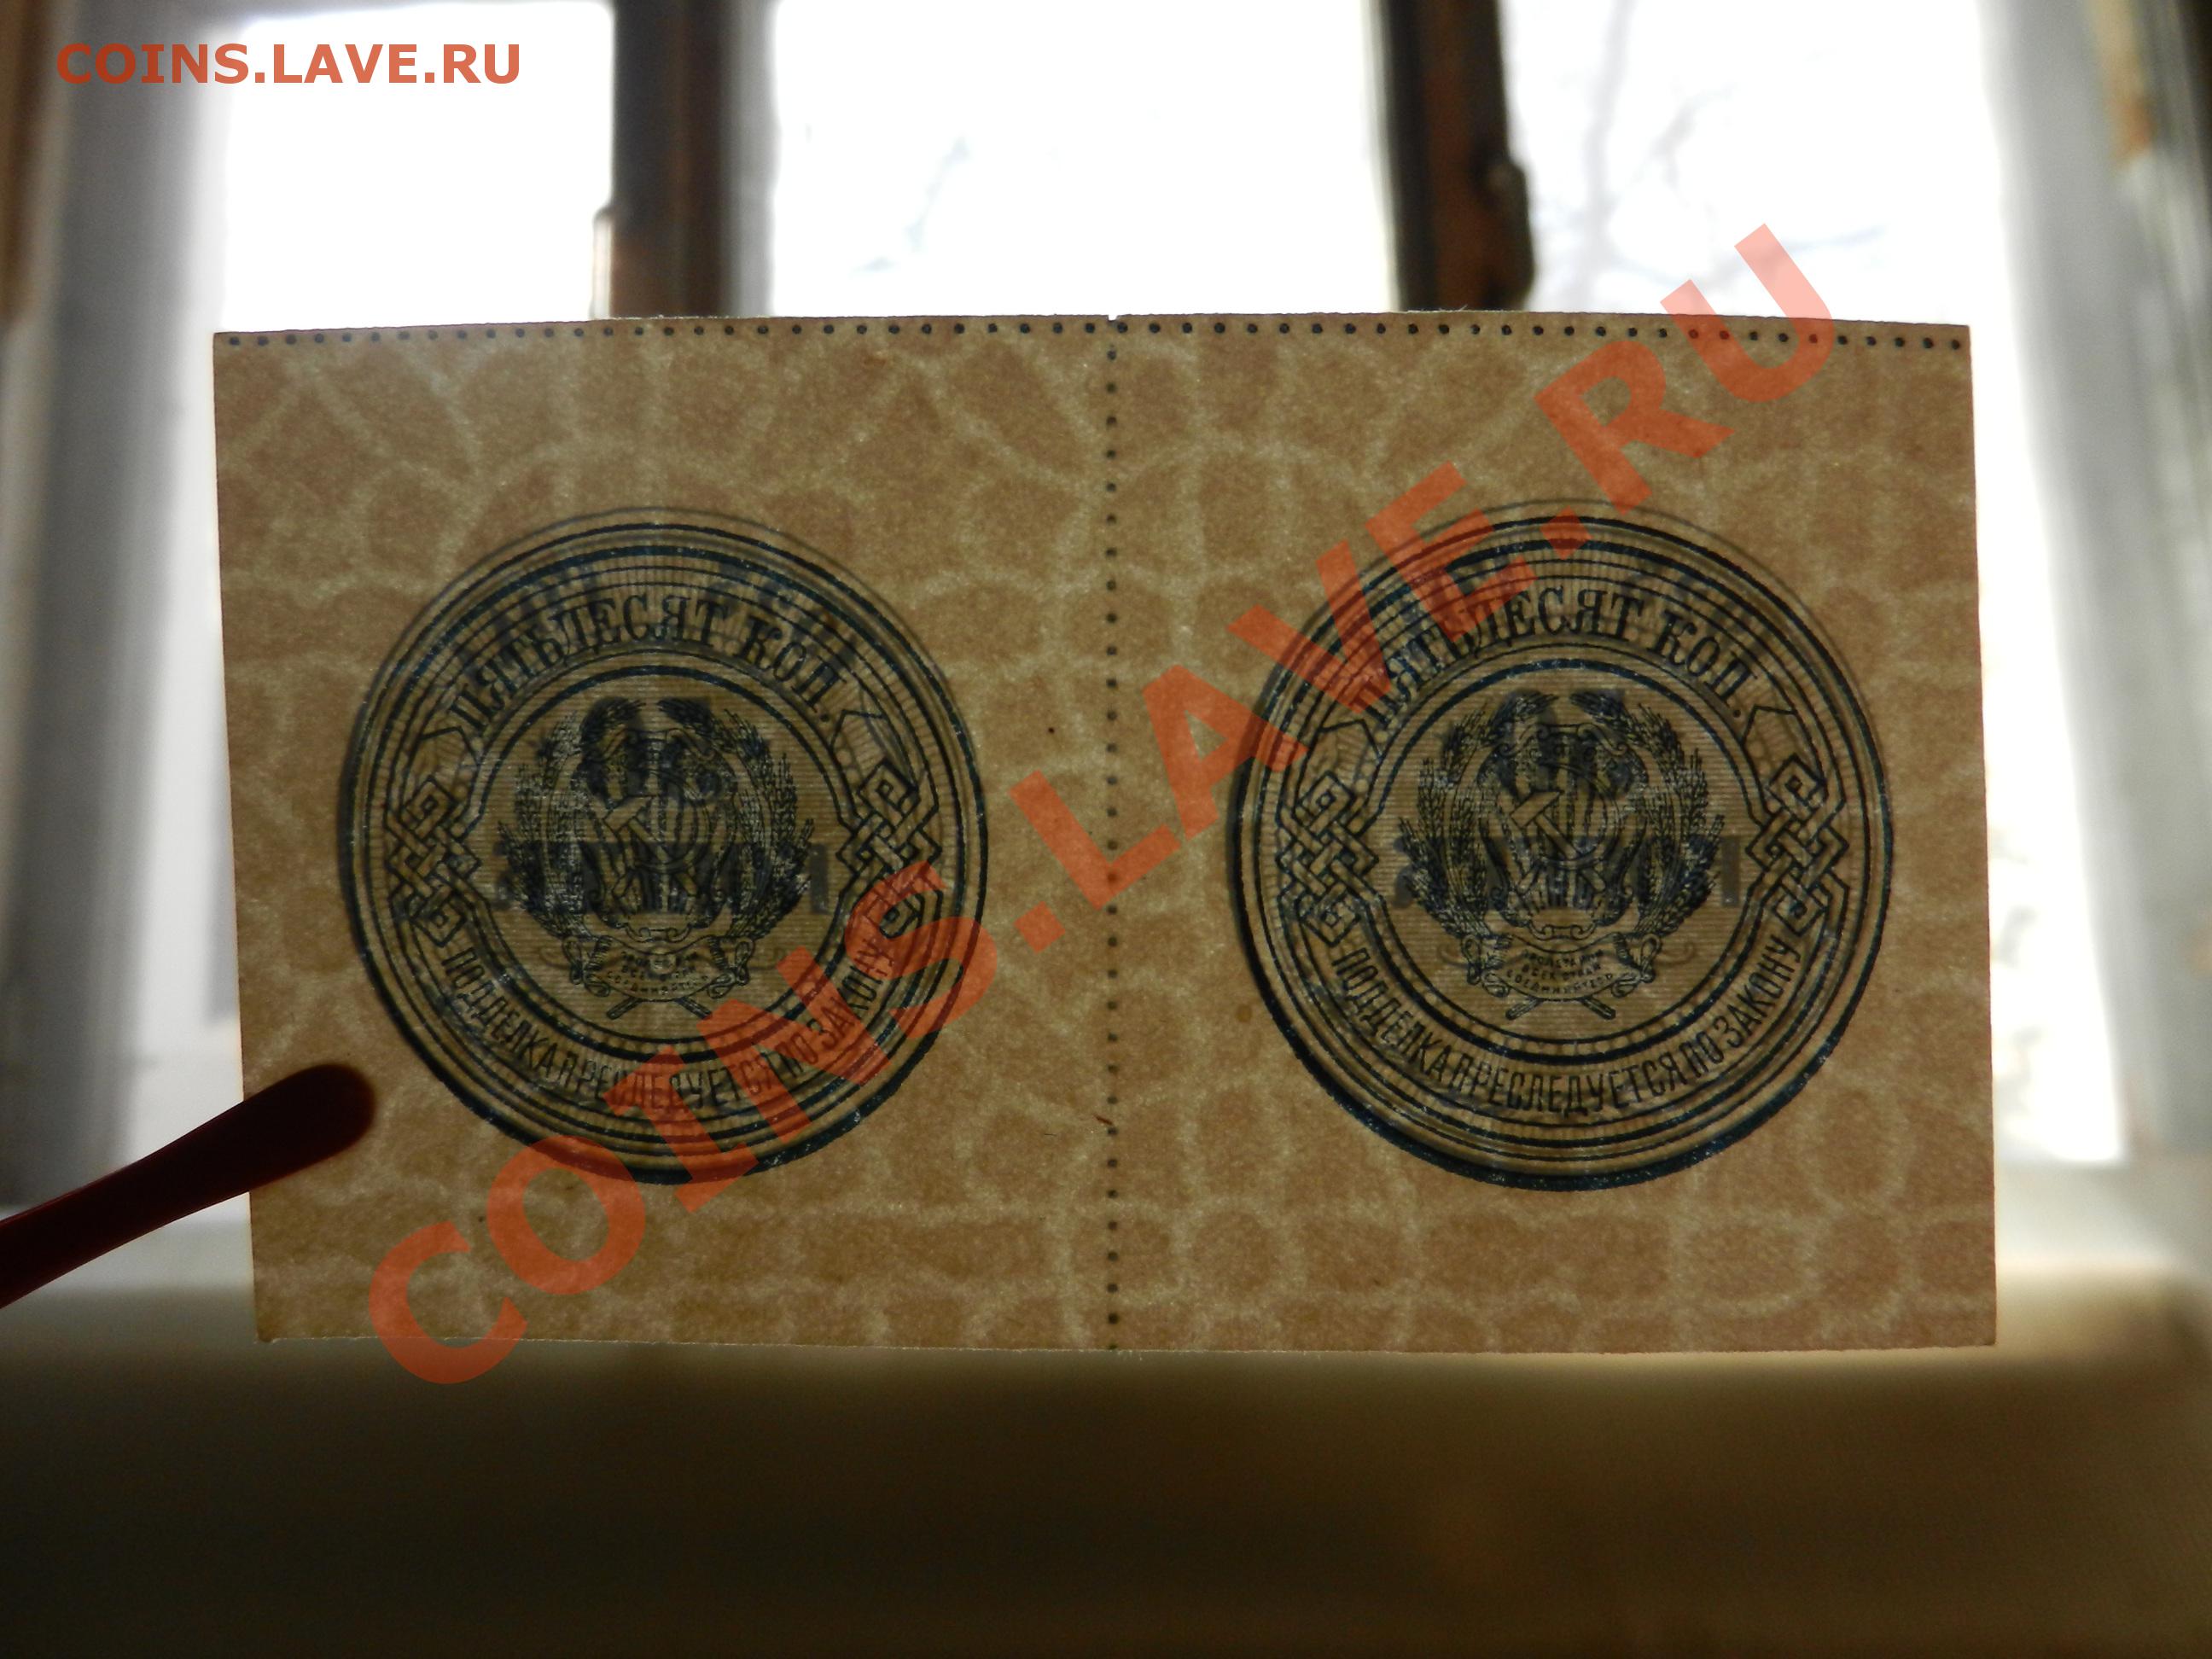 COINS.LAVE.RU
ПЯТЬДЕСЯТ КОП.
ПОДДЕЛКА ПРЕСЛЕДУЕТСЯ ПО ЗАКОНУ
ПЯТЬДЕСЯТ КОП.
ПОДДЕЛКА ПРЕСЛЕДУЕТСЯ ПО ЗАКОНУ
COINS.LAVE.RU